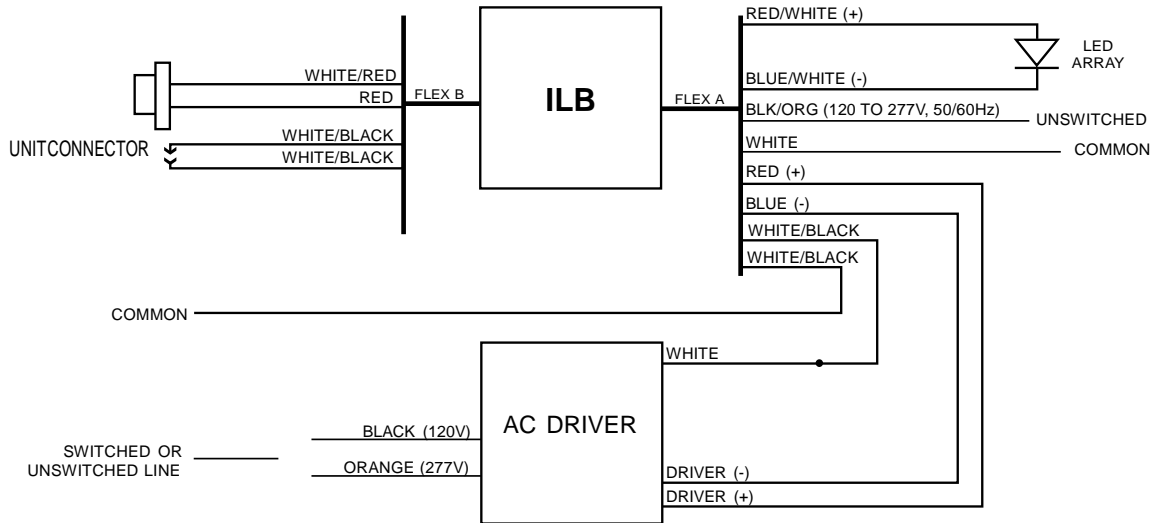 RED/WHITE (+)
LED
ARRAY
WHITE/RED
BLUE/WHITE (-)
FLEX B
ILB
FLEX A
RED
BLK/ORG (120 TO 277V, 50/60Hz)
UNSWITCHED
WHITE/BLACK
UNITCONNECTOR
WHITE/BLACK
WHITE
COMMON
RED (+)
BLUE (-)
WHITE/BLACK
WHITE/BLACK
COMMON
WHITE
AC DRIVER
BLACK (120V)
SWITCHED OR
UNSWITCHED LINE
ORANGE (277V)
DRIVER (-)
DRIVER (+)